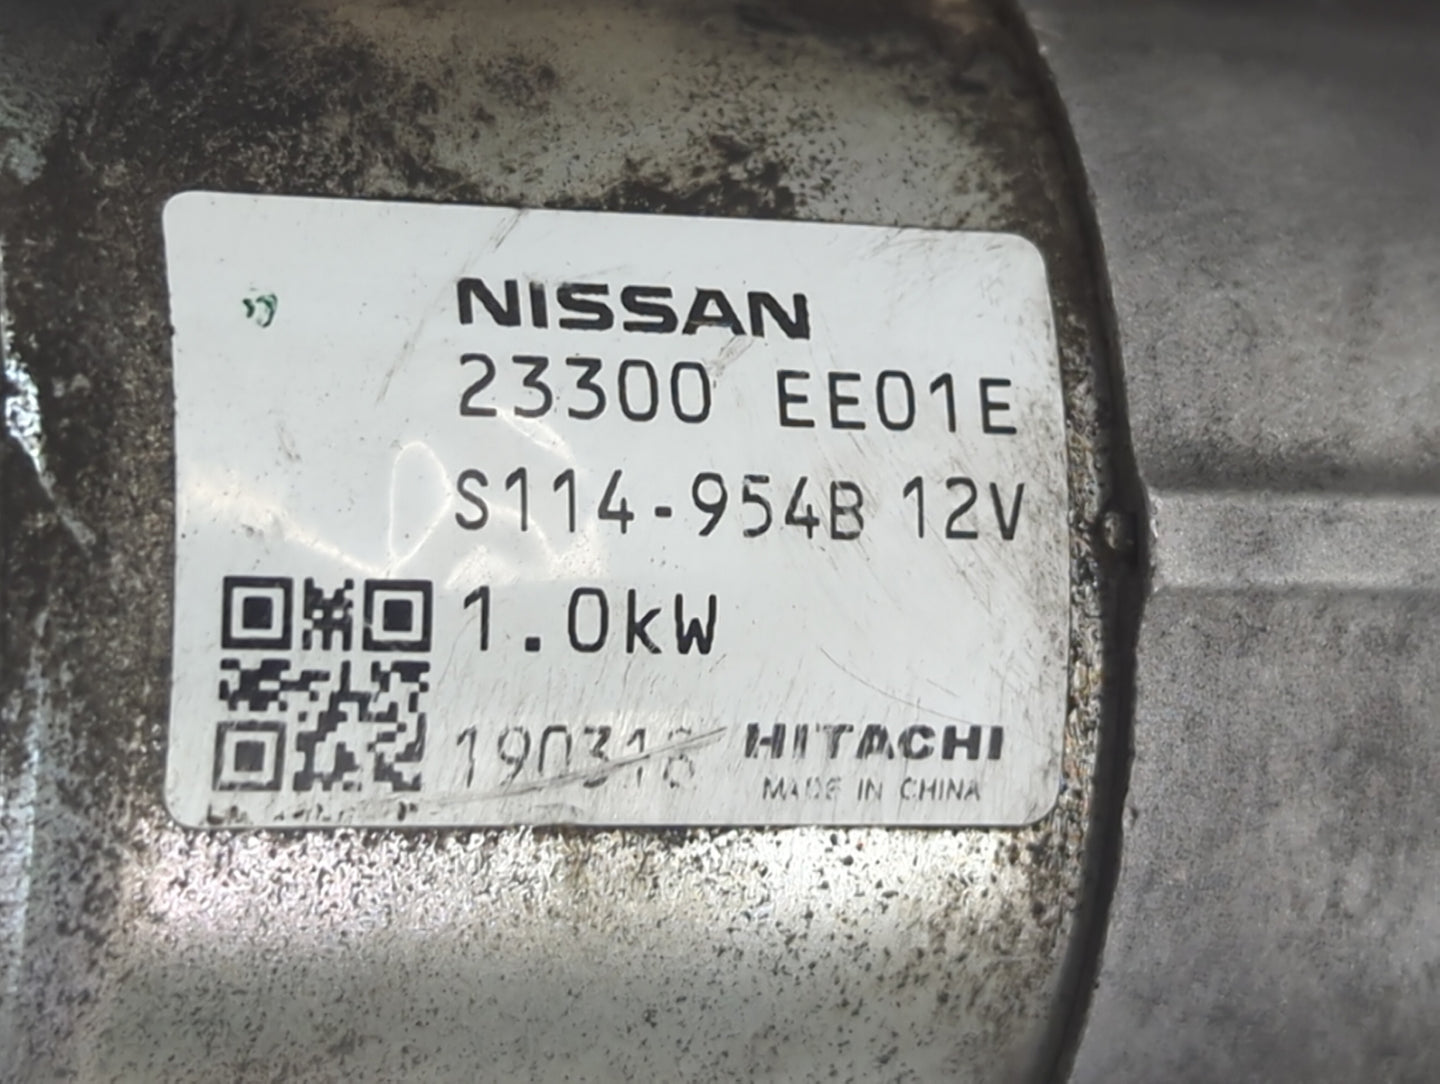 NISSAN
23300 EE01E
S114-954B 12V
1.0kW
HITACHI
MADE IN CHINA